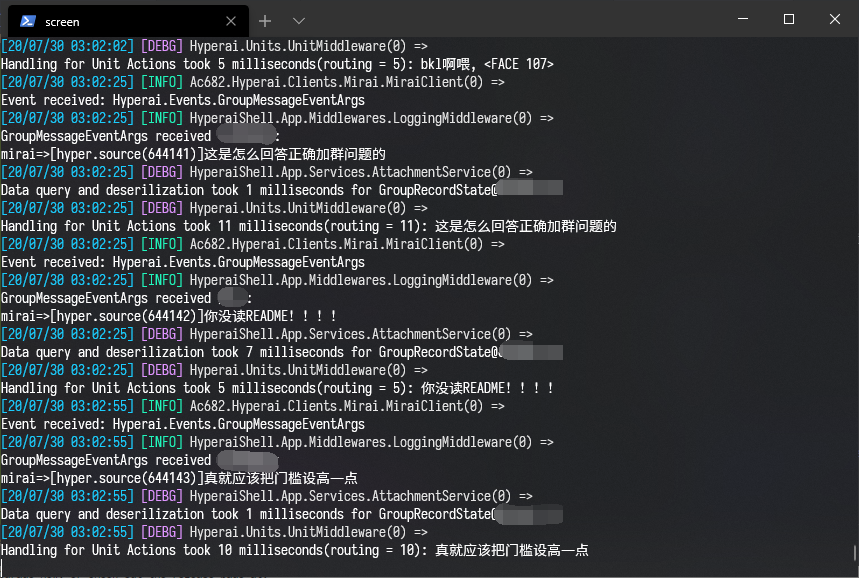 screen
[20/07/30 03:02:02] [DEBG] Hyperai.Units.UnitMiddleware(0) =>
Handling for Unit Actions took 5 milliseconds(routing = 5): bkl啊喂,<FACE 107>
[20/07/30 03:02:25] [INFO] Ac682.Hyperai.Clients.Mirai.MiraiClient(0) =>
Event received: Hyperai.Events.GroupMessageEventArgs
[20/07/30 03:02:25] [INFO] HyperaiShell.App.Middlewares.LoggingMiddleware(0) =>
GroupMessageEventArgs received :
mirai=>[hyper.source(644141)]这是怎么回答正确加群问题的
[20/07/30 03:02:25] [DEBG] HyperaiShell.App.Services.AttachmentService(0) =>
Data query and deserilization took 1 milliseconds for GroupRecordState@
[20/07/30 03:02:25] [DEBG] Hyperai.Units.UnitMiddleware(0) =>
Handling for Unit Actions took 11 milliseconds(routing = 11): 这是怎么回答正确加群问题的
[20/07/30 03:02:25] [INFO] Ac682.Hyperai.Clients.Mirai.MiraiClient(0) =>
Event received: Hyperai.Events.GroupMessageEventArgs
[20/07/30 03:02:25] [INFO] HyperaiShell.App.Middlewares.LoggingMiddleware(0) =>
GroupMessageEventArgs received :
mirai=>[hyper.source(644142)]你没读README!!!!
[20/07/30 03:02:25] [DEBG] HyperaiShell.App.Services.AttachmentService(0) =>
Data query and deserilization took 7 milliseconds for GroupRecordState@
[20/07/30 03:02:25] [DEBG] Hyperai.Units.UnitMiddleware(0) =>
Handling for Unit Actions took 5 milliseconds(routing = 5): 你没读README!!!!
[20/07/30 03:02:55] [INFO] Ac682.Hyperai.Clients.Mirai.MiraiClient(0) =>
Event received: Hyperai.Events.GroupMessageEventArgs
[20/07/30 03:02:55] [INFO] HyperaiShell.App.Middlewares.LoggingMiddleware(0) =>
GroupMessageEventArgs received
mirai=>[hyper.source(644143)]真就应该把门槛设高一点
[20/07/30 03:02:55] [DEBG] HyperaiShell.App.Services.AttachmentService(0) =>
Data query and deserilization took 1 milliseconds for GroupRecordState@
[20/07/30 03:02:55] [DEBG] Hyperai.Units.UnitMiddleware(0) =>
Handling for Unit Actions took 10 milliseconds(routing = 10): 真就应该把门槛设高一点